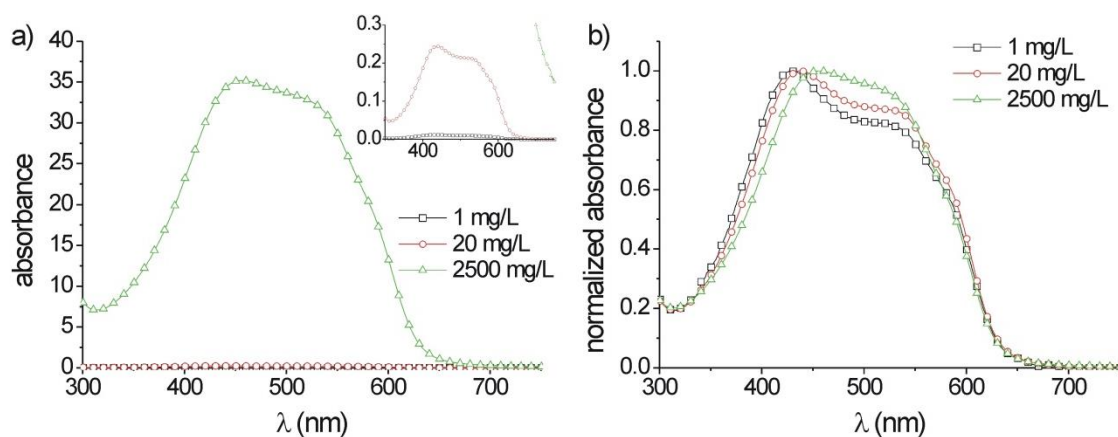 a)
absorbance
40
35
30
25
20
15
10
5
0
300 400 500 600 700
λ (nm)
0.3
0.2
0.1
0.0
400 600
1 mg/L
20 mg/L
2500 mg/L
b)
normalized absorbance
1.0
0.8
0.6
0.4
0.2
0.0
300 400 500 600 700
λ (nm)
1 mg/L
20 mg/L
2500 mg/L